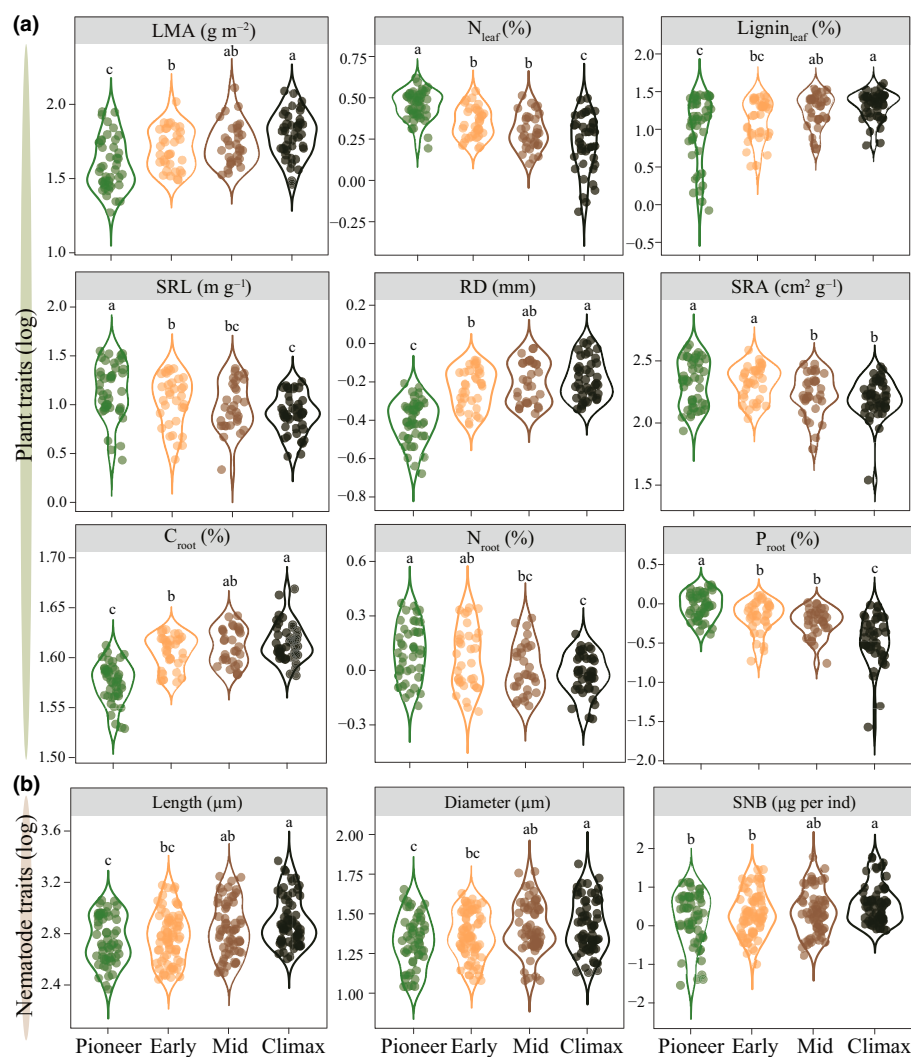 (a)
LMA (g m⁻²) N_leaf (%) Lignin_leaf (%)
c b ab a
a b b c
c bc ab a
2.0 1.5 1.0
0.75 0.50 0.25 0.00 −0.25
2.0 1.5 1.0 0.5 0.0 −0.5
Plant traits (log)
SRL (m g⁻¹) RD (mm) SRA (cm² g⁻¹)
a b bc c
c b ab a
a a b b
2.0 1.5 1.0 0.5 0.0
0.2 0.0 −0.2 −0.4 −0.6 −0.8
2.5 2.0 1.5
C_root (%) N_root (%) P_root (%)
c b ab a
a ab bc c
a b b c
1.70 1.60 1.55 1.50
0.6 0.3 0.0 −0.3
0.5 0.0 −0.5 −1.0 −1.5 −2.0
(b)
Nematode traits (log)
Length (µm) Diameter (µm) SNB (µg per ind)
c bc ab a
c bc ab a
b b ab a
3.6 3.2 2.8 2.4
2.00 1.75 1.50 1.25 1.00
2 1 0 −1 −2
Pioneer Early Mid Climax Pioneer Early Mid Climax Pioneer Early Mid Climax